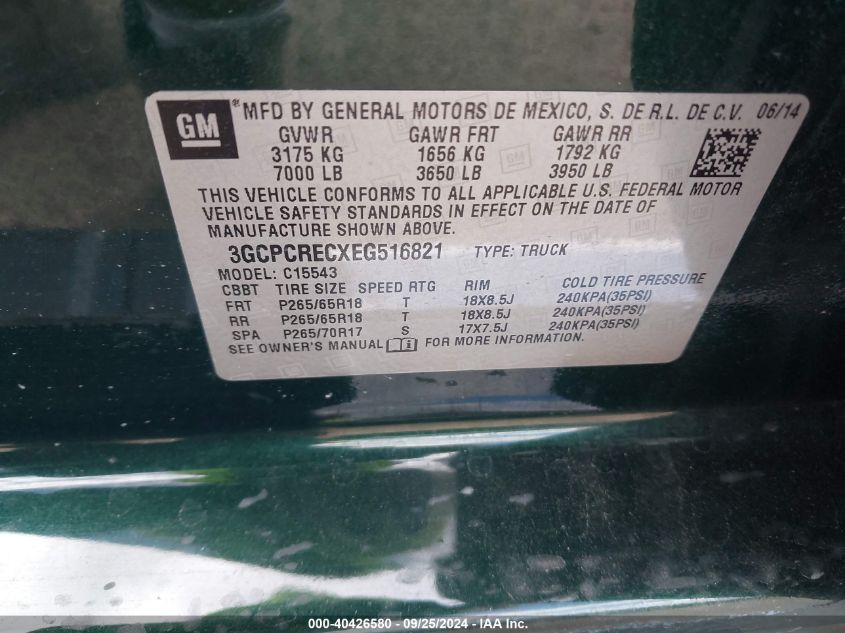 GM ® MFD BY GENERAL MOTORS DE MEXICO, S. DE R.L. DE C.V. 06/14
GVWR GAWR FRT GAWR RR
3175 KG 1656 KG 1792 KG
7000 LB 3650 LB 3950 LB
THIS VEHICLE CONFORMS TO ALL APPLICABLE U.S. FEDERAL MOTOR
VEHICLE SAFETY STANDARDS IN EFFECT ON THE DATE OF
MANUFACTURE SHOWN ABOVE.
3GCPCRECXEG516821 TYPE: TRUCK
MODEL: C15543
CBBT TIRE SIZE SPEED RTG RIM COLD TIRE PRESSURE
FRT P265/65R18 T 18X8.5J 240KPA(35PSI)
RR P265/65R18 T 18X8.5J 240KPA(35PSI)
SPA P265/70R17 S 17X7.5J 240KPA(35PSI)
SEE OWNER'S MANUAL FOR MORE INFORMATION.
000-40426580 - 09/25/2024 - IAA Inc.